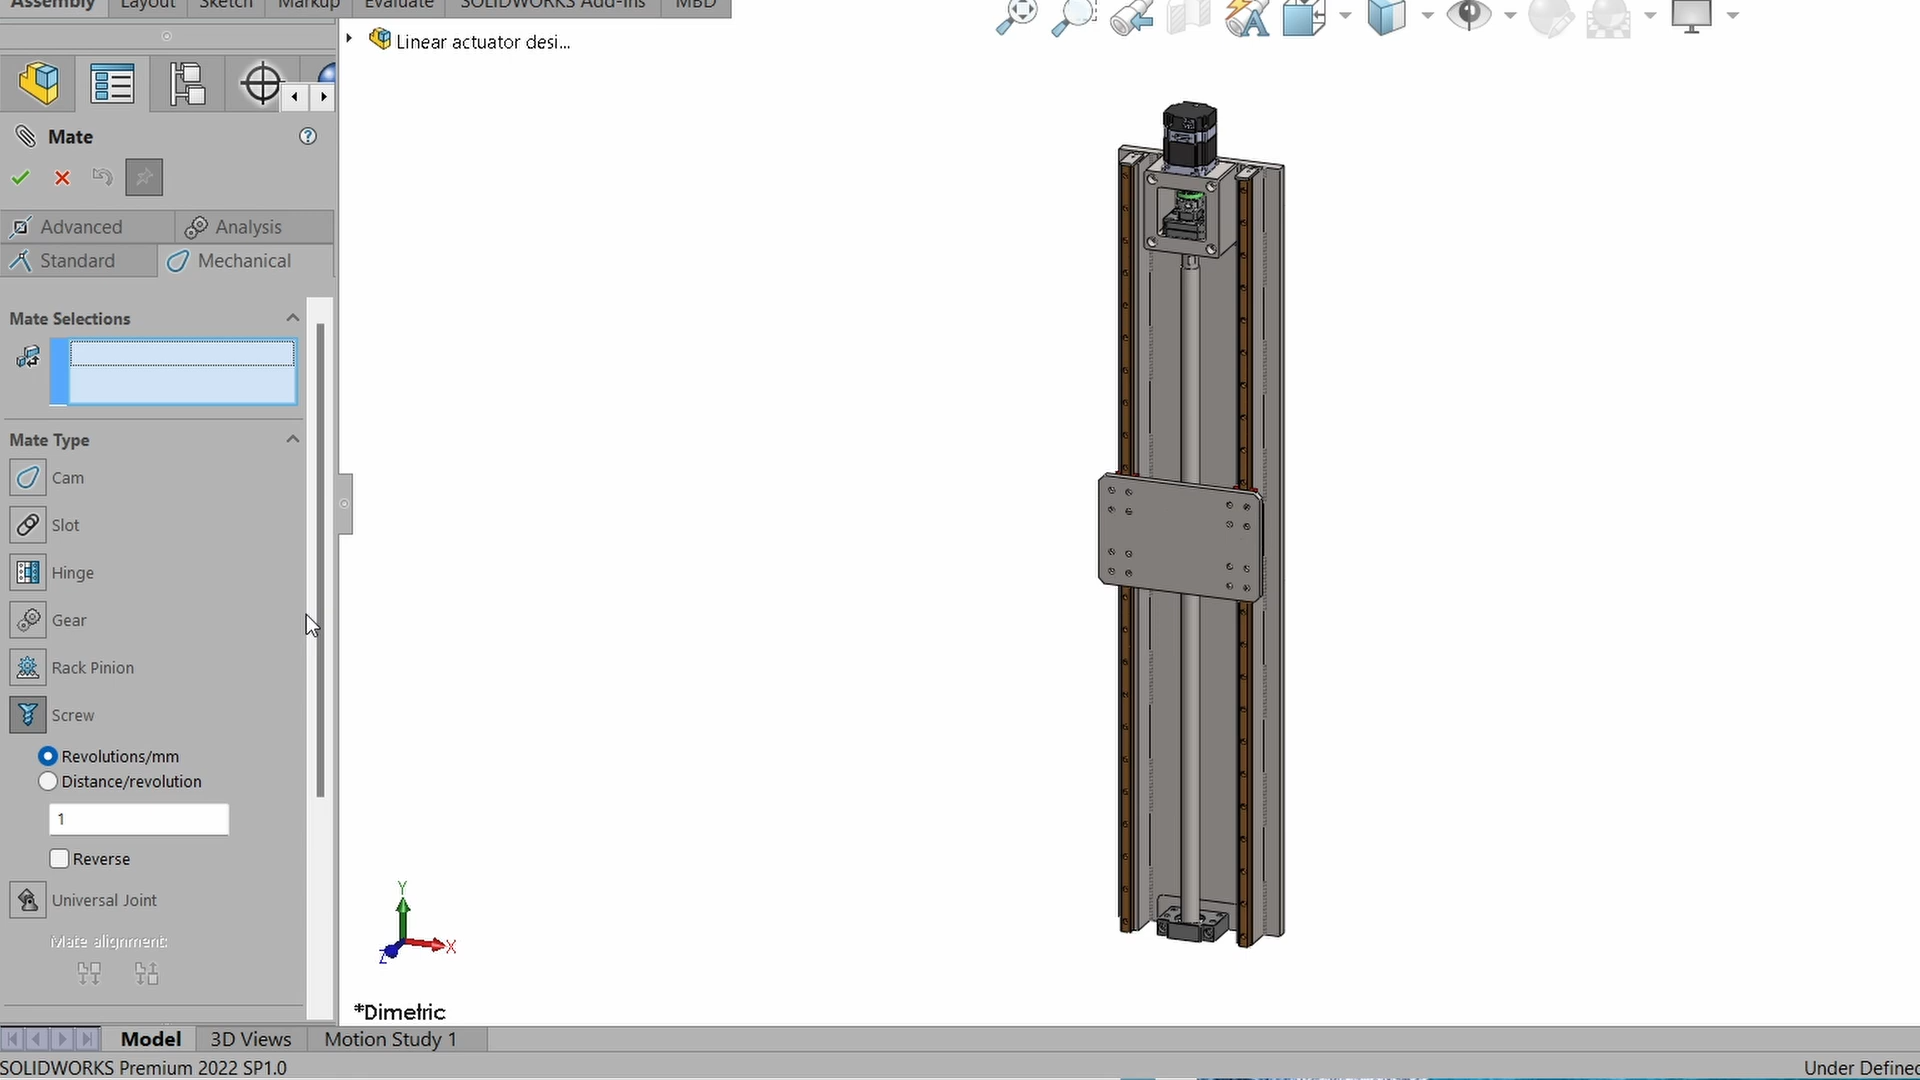 Assembly Layout Sketch Markup Evaluate SOLIDWORKS Add-Ins MBD
Linear actuator desi...
Mate
Advanced Analysis
Standard Mechanical
Mate Selections
Mate Type
Cam
Slot
Hinge
Gear
Rack Pinion
Screw
Revolutions/mm
Distance/revolution
1
Reverse
Universal Joint
Mate alignment:
Y
X
Z
*Dimetric
Model 3D Views Motion Study 1
SOLIDWORKS Premium 2022 SP1.0 Under Defined